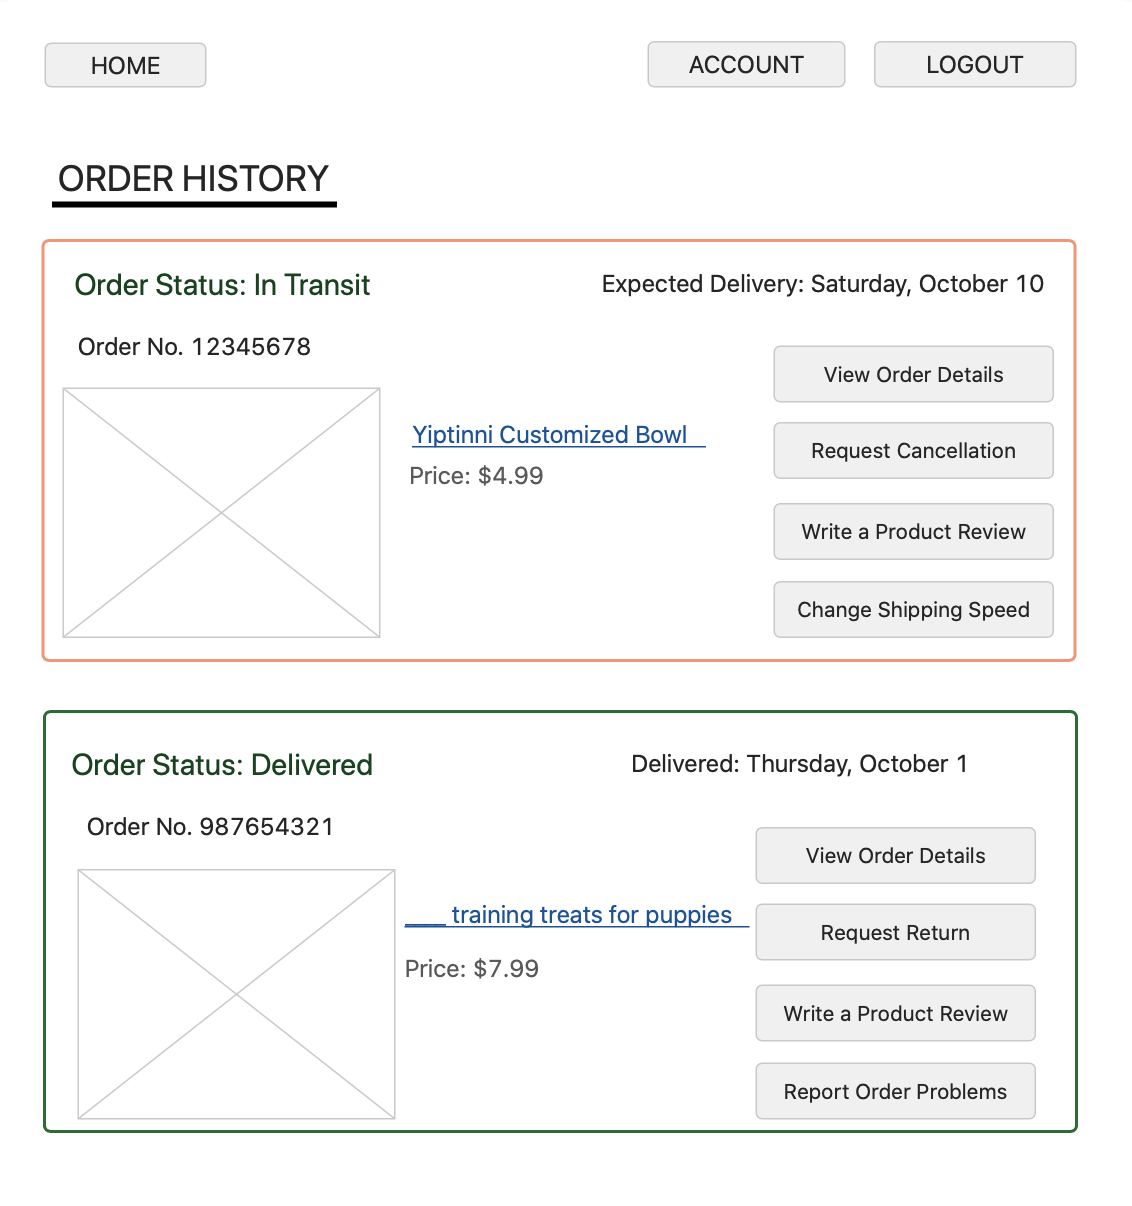 HOME
ACCOUNT
LOGOUT
ORDER HISTORY
Order Status: In Transit
Expected Delivery: Saturday, October 10
Order No. 12345678
View Order Details
Yiptinni Customized Bowl
Request Cancellation
Price: $4.99
Write a Product Review
Change Shipping Speed
Order Status: Delivered
Delivered: Thursday, October 1
Order No. 987654321
View Order Details
____ training treats for puppies
Request Return
Price: $7.99
Write a Product Review
Report Order Problems